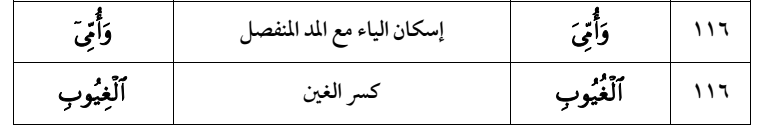 ١١٦ وَأُمِّىَ إسكان الياء مع المد المنفصل وَأُمِّىٓ
١١٦ ٱلْغُيُوبِ كسر الغين ٱلْغِيُوبِ